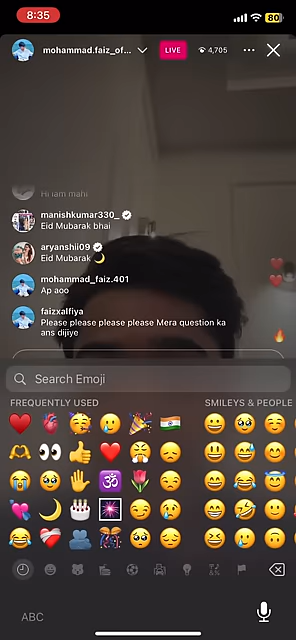 8:35
80
mohammad.faiz_of...
LIVE
4,705
Hi iam mahi
manishkumar330_
Eid Mubarak bhai
aryanshii09
Eid Mubarak 🌙
mohammad_faiz.401
Ap aoo
faizxalfiya
Please please please please Mera question ka
ans dijiye
Search Emoji
FREQUENTLY USED
SMILEYS & PEOPLE
ABC